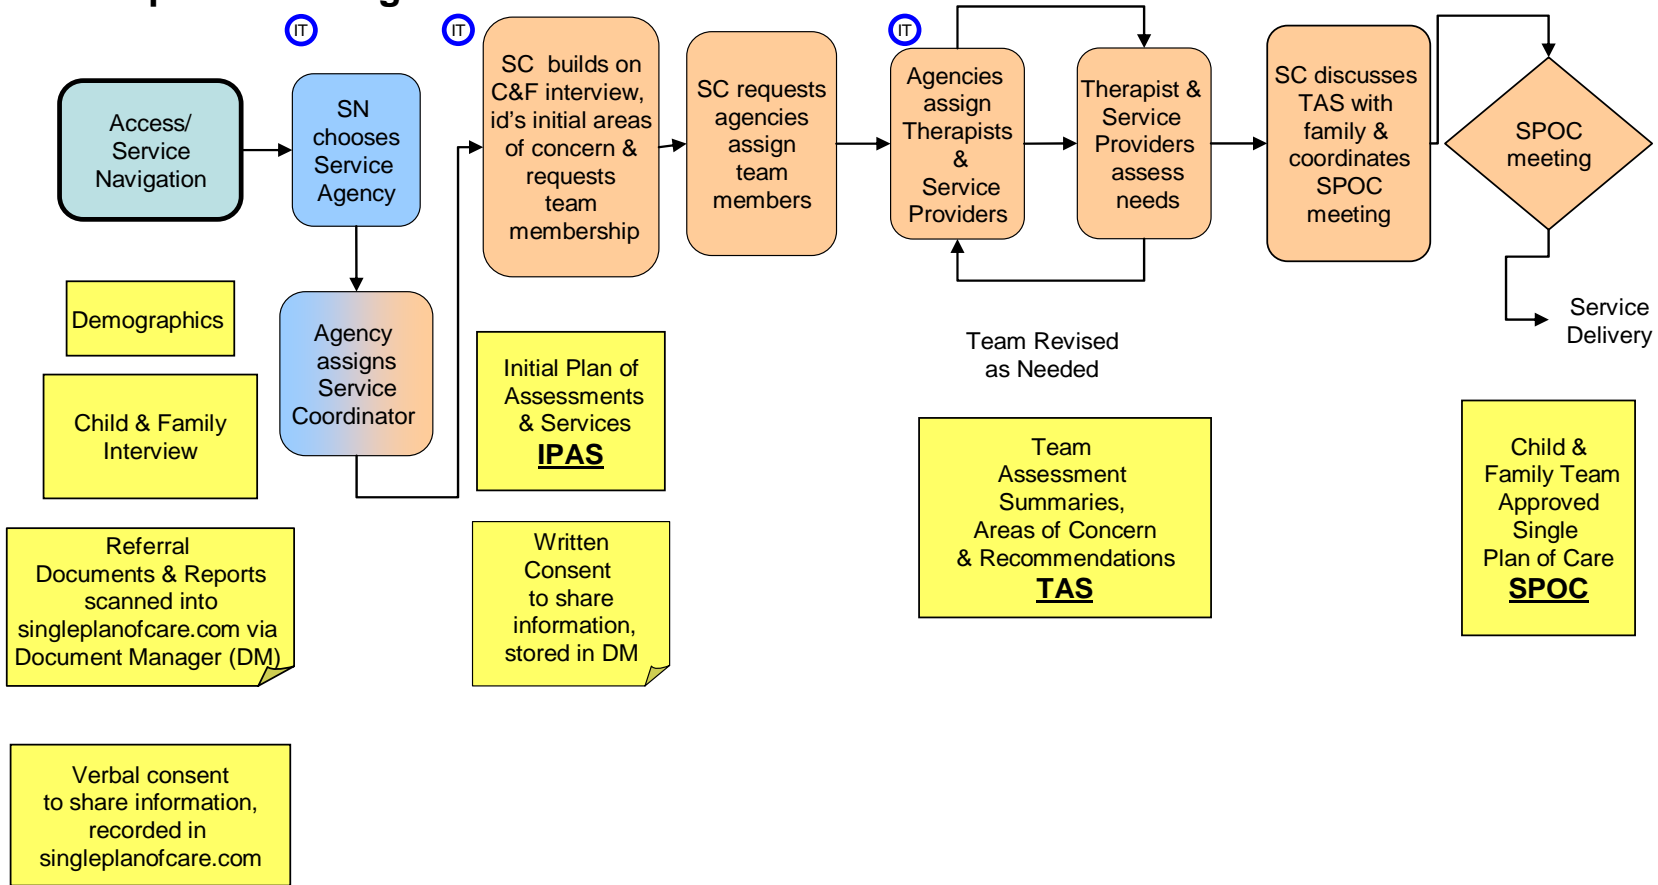 IT
IT
IT
Access/
Service
Navigation
SN
chooses
Service
Agency
Agency
assigns
Service
Coordinator
SC builds on
C&F interview,
id's initial areas
of concern &
requests
team
membership
SC requests
agencies
assign
team
members
Agencies
assign
Therapists
&
Service
Providers
Therapist &
Service
Providers
assess
needs
SC discusses
TAS with
family &
coordinates
SPOC
meeting
SPOC
meeting
Service
Delivery
Team Revised
as Needed
Demographics
Child & Family
Interview
Referral
Documents & Reports
scanned into
singleplanofcare.com via
Document Manager (DM)
Verbal consent
to share information,
recorded in
singleplanofcare.com
Initial Plan of
Assessments
& Services
IPAS
Written
Consent
to share
information,
stored in DM
Team
Assessment
Summaries,
Areas of Concern
& Recommendations
TAS
Child &
Family Team
Approved
Single
Plan of Care
SPOC